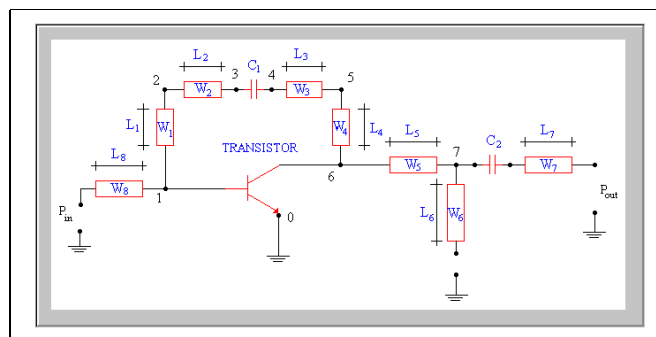 L2 L3
2 3 C1 4 5
W2 W3
L1 W1 W4 L4
TRANSISTOR L5 C2 L7
L8
W8 1 6 W5 7 W7
Pin 0 L6 W6 Pout